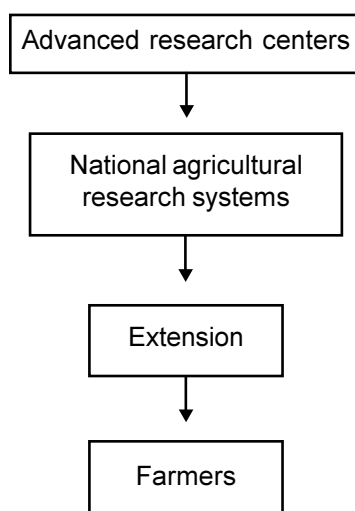 Advanced research centers
National agricultural
research systems
Extension
Farmers